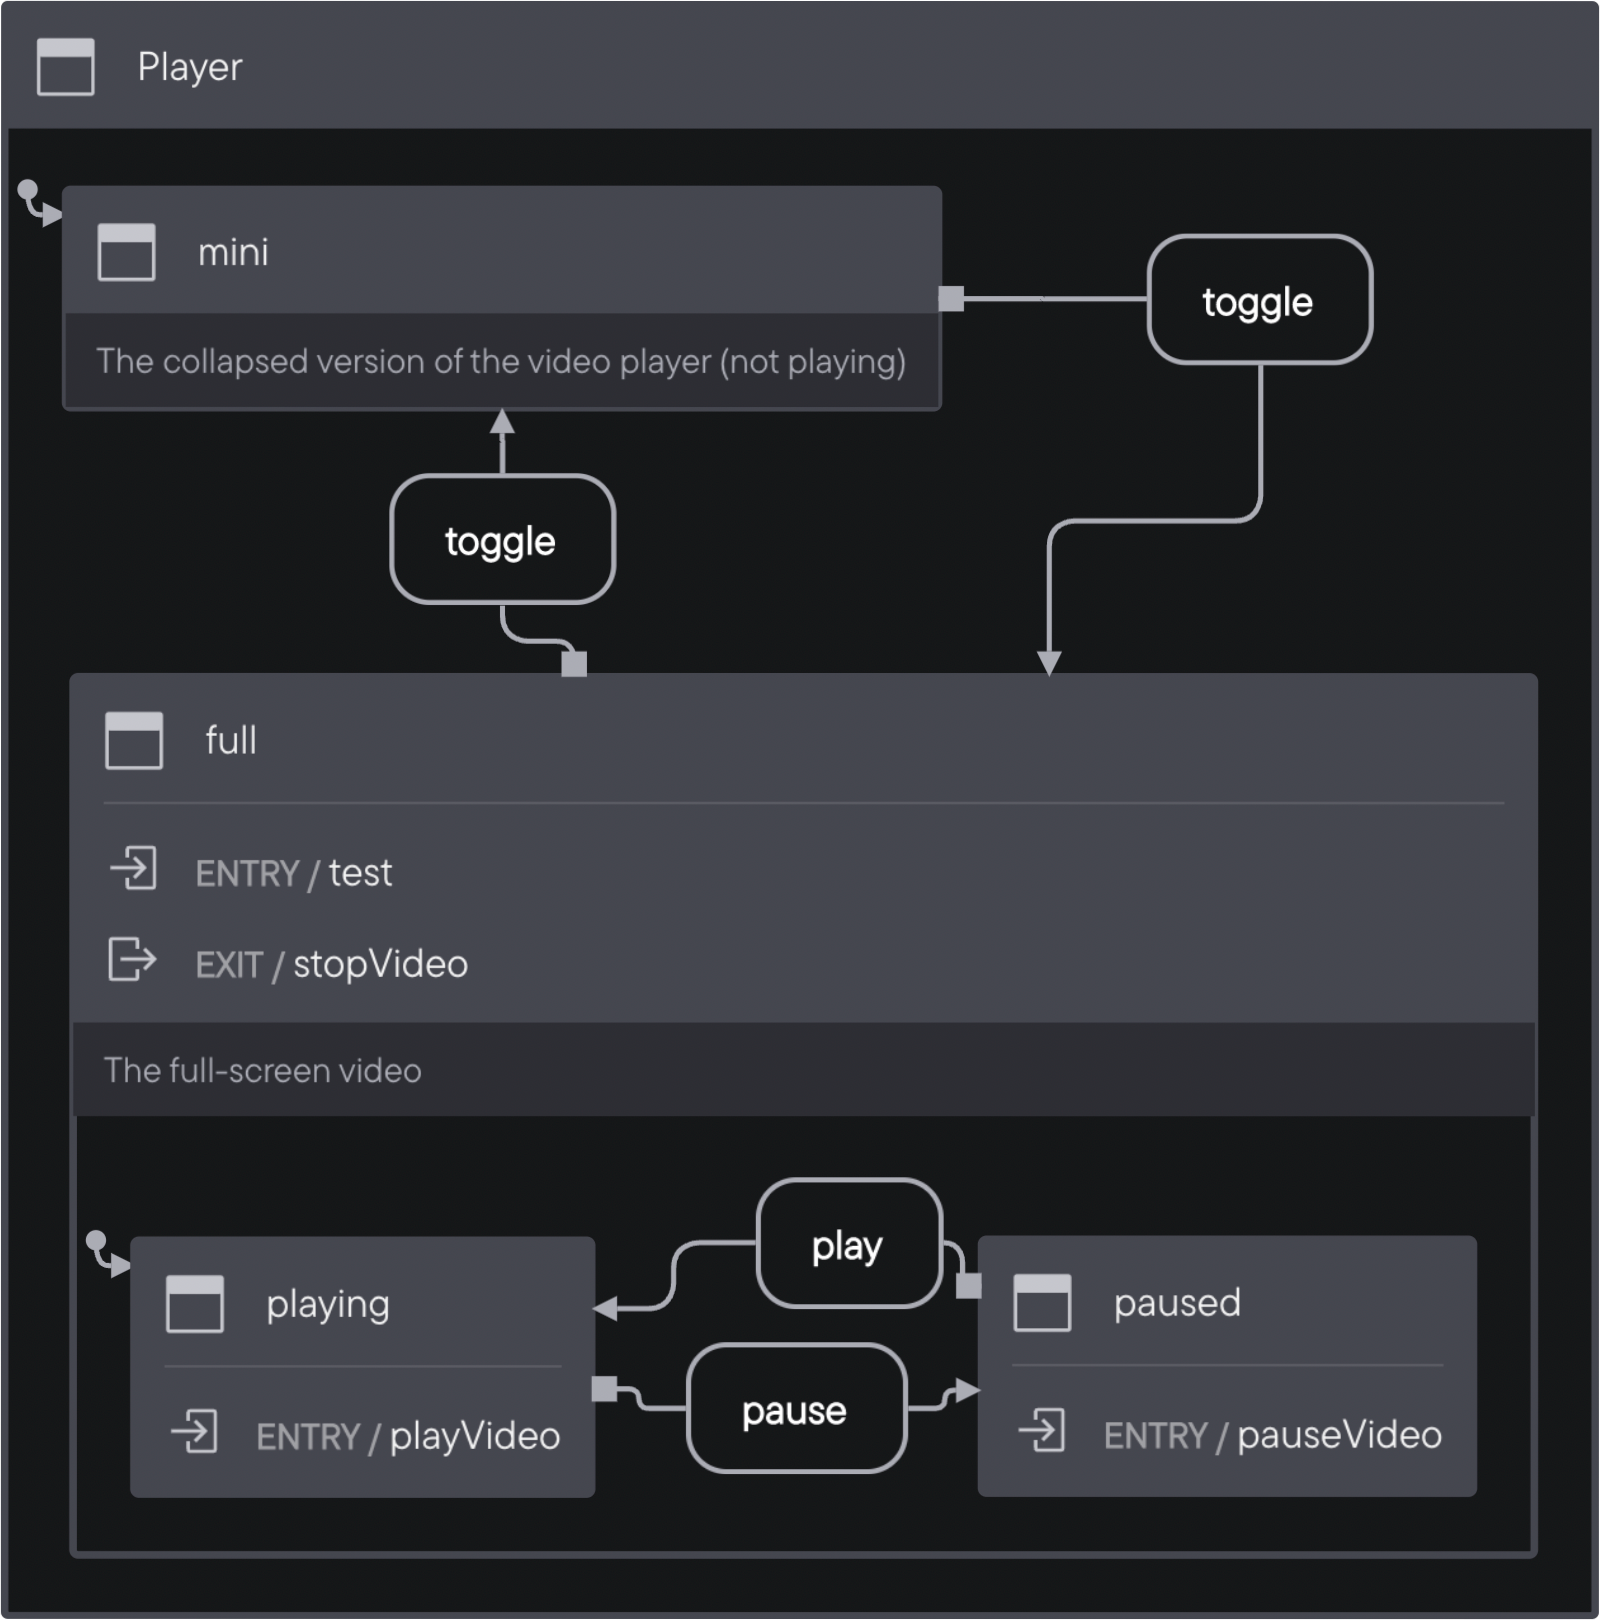 Player
mini
toggle
The collapsed version of the video player (not playing)
toggle
full
ENTRY / test
EXIT / stopVideo
The full-screen video
play
playing
paused
pause
ENTRY / playVideo
ENTRY / pauseVideo